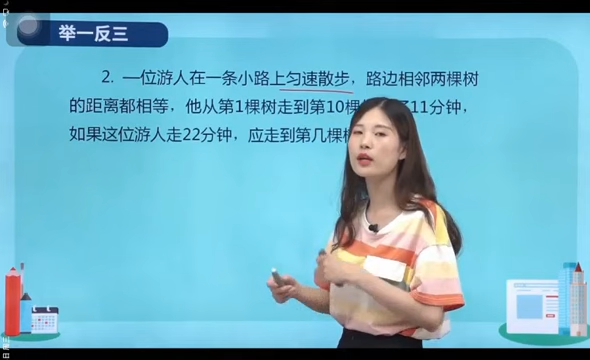 举一反三
2. 一位游人在一条小路上匀速散步，路边相邻两棵树
的距离都相等，他从第1棵树走到第10棵 了11分钟，
如果这位游人走22分钟，应走到第几棵